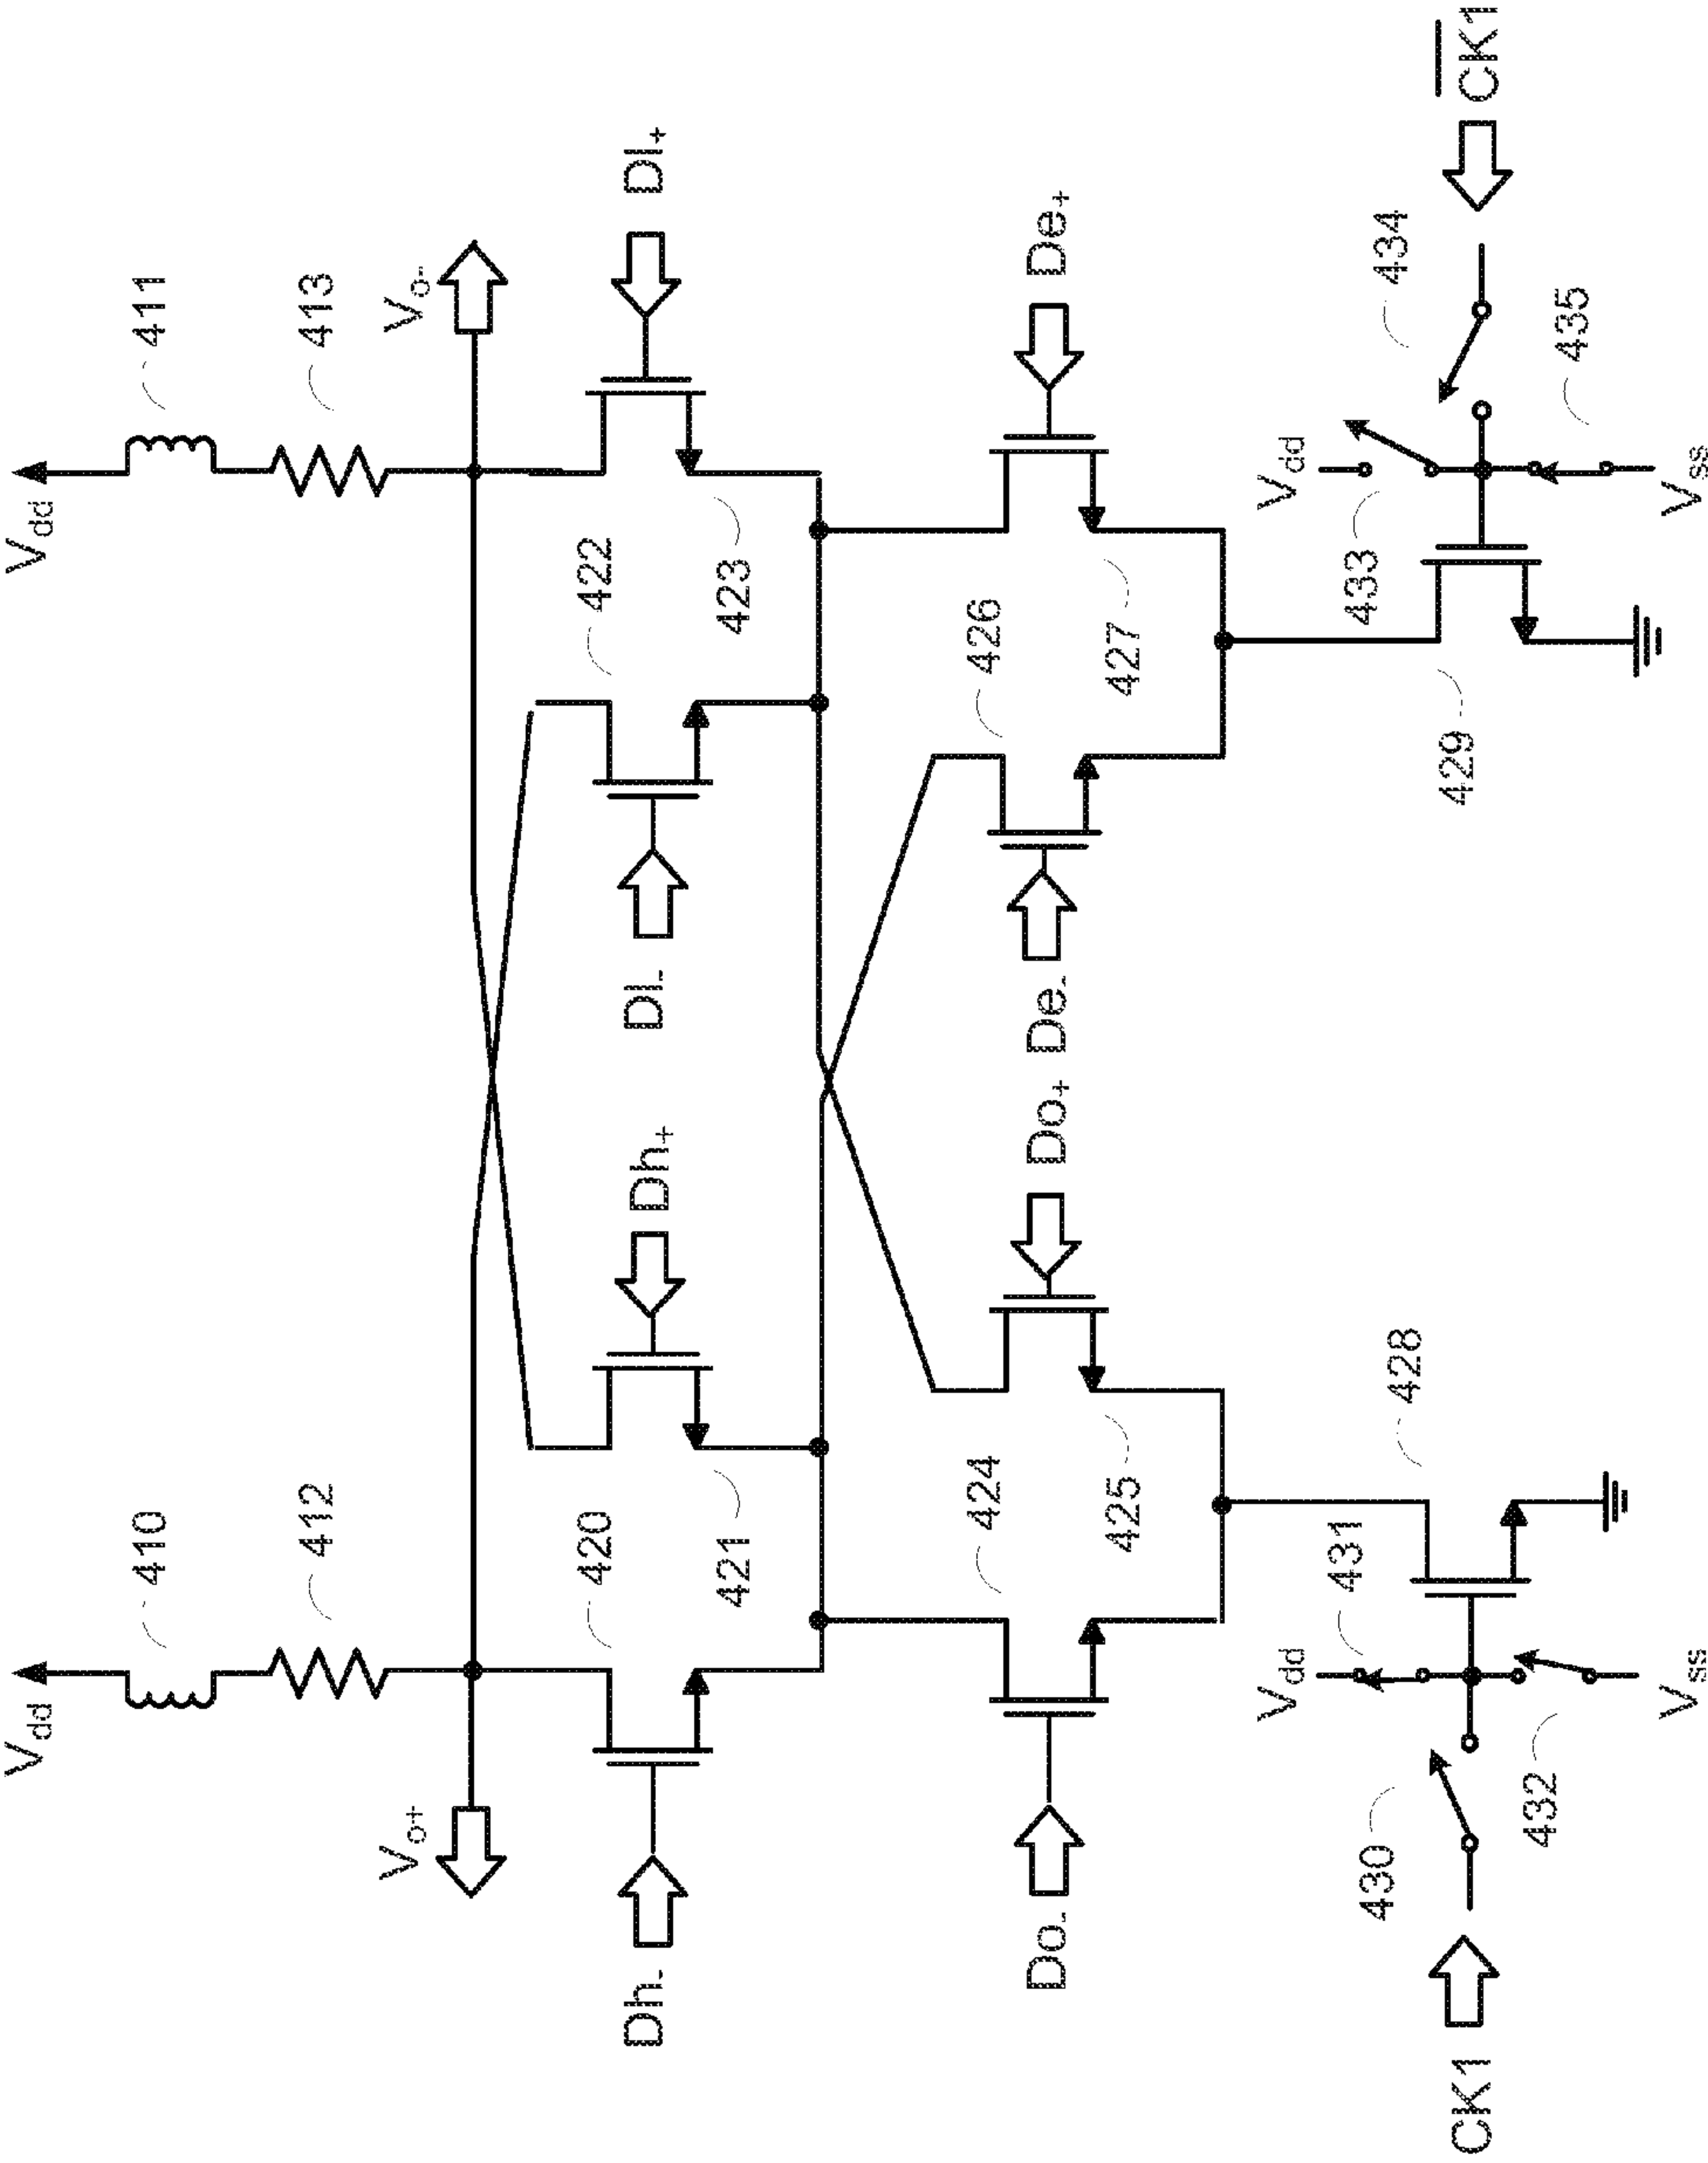 Vdd
Vdd
410
411
412
413
Vo+
Vo-
420
422
Dh-
Dh+
Dl-
Dl+
421
423
424
426
Do-
Do+
De-
De+
425
427
Vdd
431
428
Vdd
433
434
430
429
CK1
C̅K̅1̅
432
435
Vss
Vss